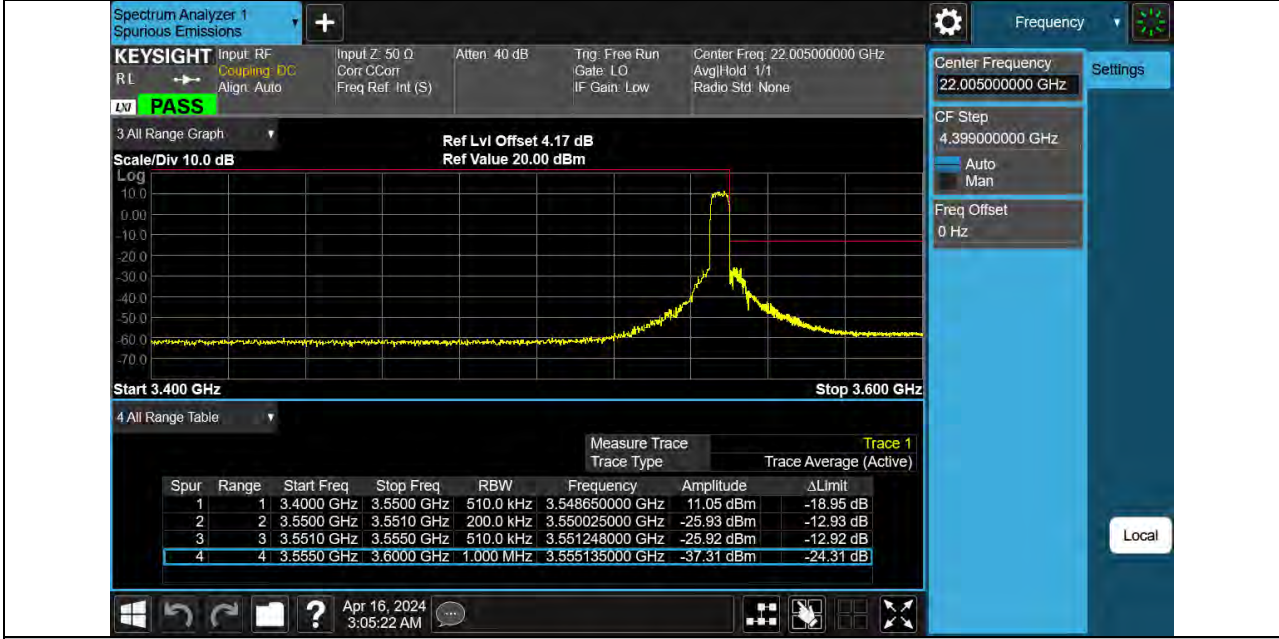 Spectrum Analyzer 1
Spurious Emissions
Frequency
KEYSIGHT
R L
LXI
PASS
Input: RF
Coupling: DC
Align: Auto
Input Z: 50 Ω
Corr CCorr
Freq Ref: Int (S)
Atten: 40 dB
Trig: Free Run
Gate: LO
IF Gain: Low
Center Freq: 22.005000000 GHz
Avg|Hold: 1/1
Radio Std: None
Center Frequency
22.005000000 GHz
Settings
CF Step
4.399000000 GHz
Auto
Man
Freq Offset
0 Hz
3 All Range Graph
Ref Lvl Offset 4.17 dB
Scale/Div 10.0 dB
Ref Value 20.00 dBm
Log
10.0
0.00
-10.0
-20.0
-30.0
-40.0
-50.0
-60.0
-70.0
Start 3.400 GHz
Stop 3.600 GHz
4 All Range Table
Measure Trace Trace 1
Trace Type Trace Average (Active)
Spur Range Start Freq Stop Freq RBW Frequency Amplitude ΔLimit
1 1 3.4000 GHz 3.5500 GHz 510.0 kHz 3.548650000 GHz 11.05 dBm -18.95 dB
2 2 3.5500 GHz 3.5510 GHz 200.0 kHz 3.550025000 GHz -25.93 dBm -12.93 dB
3 3 3.5510 GHz 3.5550 GHz 510.0 kHz 3.551248000 GHz -25.92 dBm -12.92 dB
4 4 3.5550 GHz 3.6000 GHz 1.000 MHz 3.555135000 GHz -37.31 dBm -24.31 dB
Local
?
Apr 16, 2024
3:05:22 AM